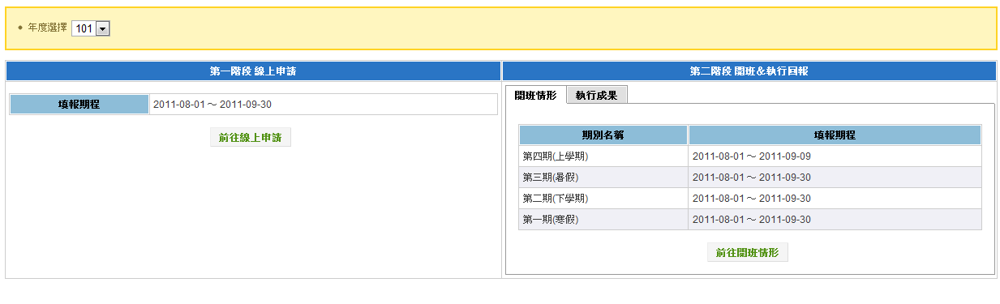 年度選擇 101
第一階段 線上申請
填報期程 2011-08-01 ～ 2011-09-30
前往線上申請
第二階段 開班&執行回報
開班情形 執行成果
期別名稱 填報期程
第四期(上學期) 2011-08-01 ～ 2011-09-09
第三期(暑假) 2011-08-01 ～ 2011-09-30
第二期(下學期) 2011-08-01 ～ 2011-09-30
第一期(寒假) 2011-08-01 ～ 2011-09-30
前往開班情形